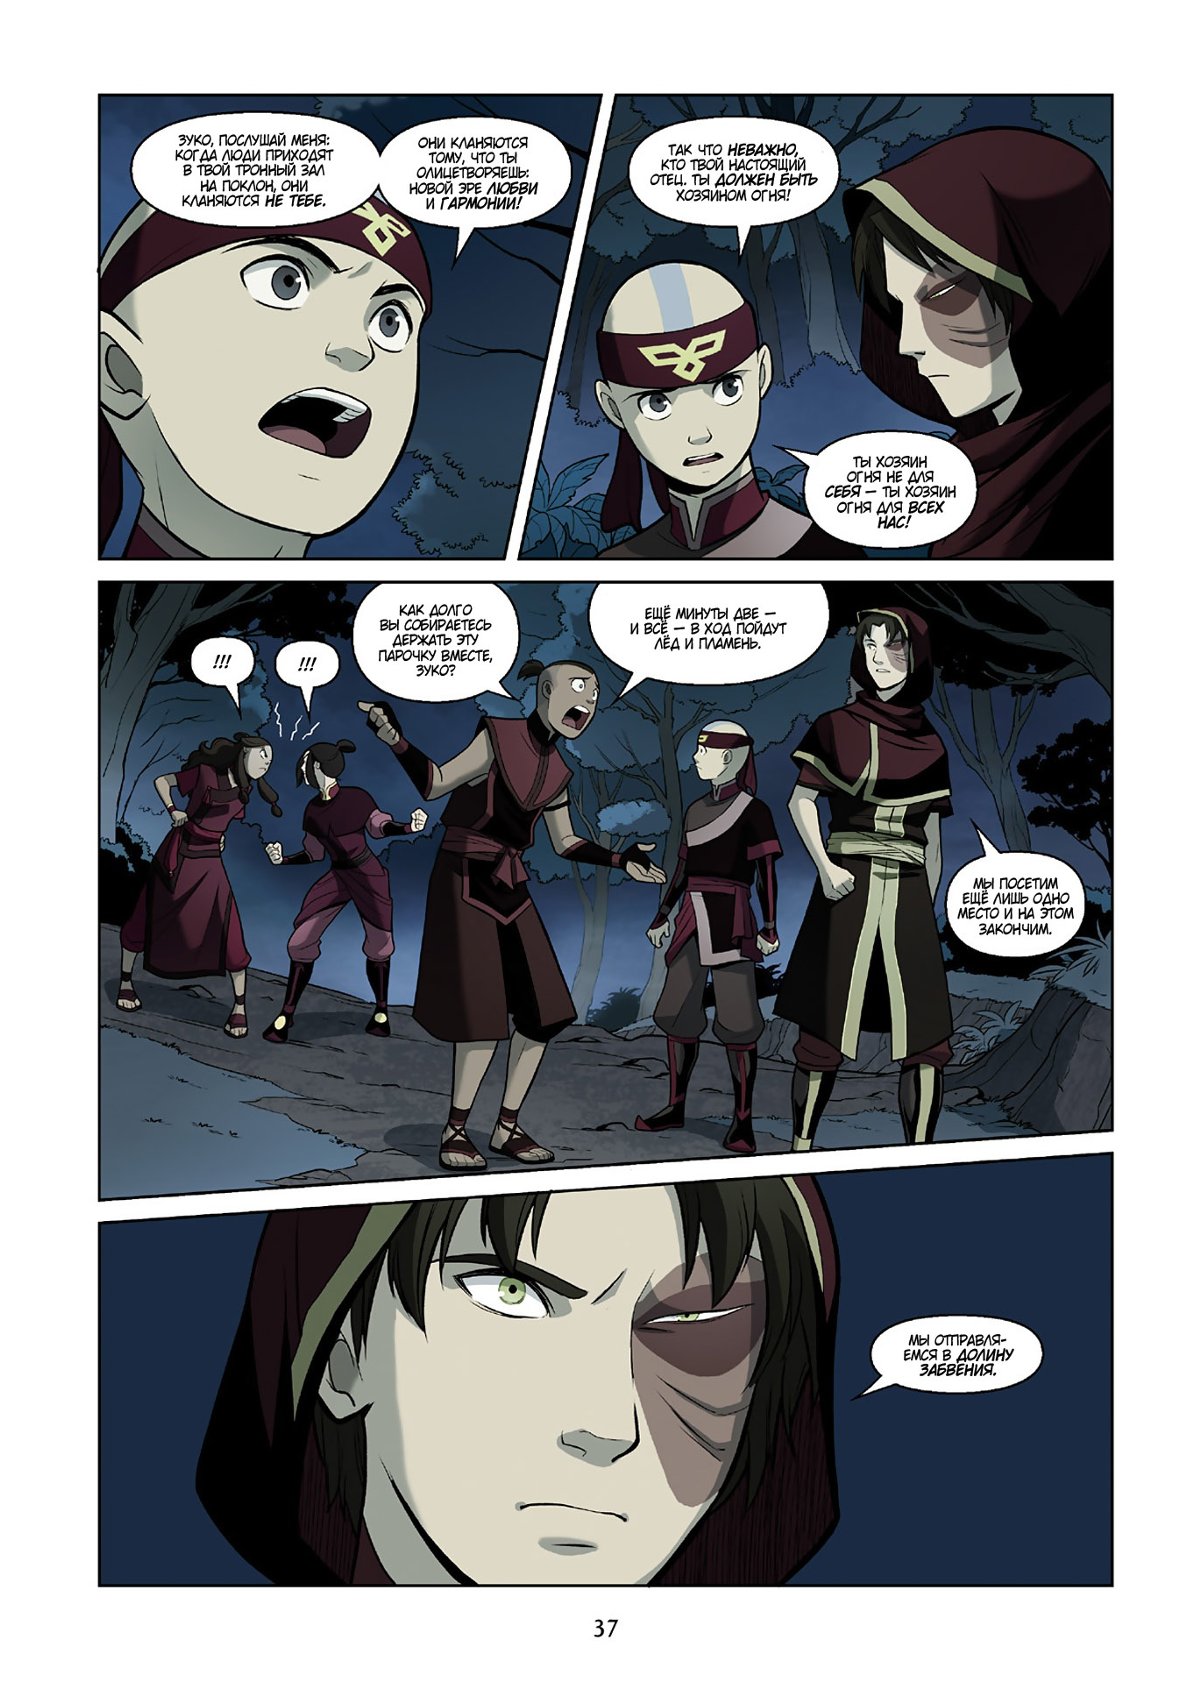 ЗУКО, ПОСЛУШАЙ МЕНЯ:
КОГДА ЛЮДИ ПРИХОДЯТ
В ТВОЙ ТРОННЫЙ ЗАЛ
НА ПОКЛОН, ОНИ
КЛАНЯЮТСЯ НЕ ТЕБЕ.
ОНИ КЛАНЯЮТСЯ
ТОМУ, ЧТО ТЫ
ОЛИЦЕТВОРЯЕШЬ:
НОВОЙ ЭРЕ ЛЮБВИ
И ГАРМОНИИ!
ТАК ЧТО НЕВАЖНО,
КТО ТВОЙ НАСТОЯЩИЙ
ОТЕЦ. ТЫ ДОЛЖЕН БЫТЬ
ХОЗЯИНОМ ОГНЯ!
ТЫ ХОЗЯИН
ОГНЯ НЕ ДЛЯ
СЕБЯ — ТЫ ХОЗЯИН
ОГНЯ ДЛЯ ВСЕХ
НАС!
!!!
!!!
КАК ДОЛГО
ВЫ СОБИРАЕТЕСЬ
ДЕРЖАТЬ ЭТУ
ПАРОЧКУ ВМЕСТЕ,
ЗУКО?
ЕЩЁ МИНУТЫ ДВЕ —
И ВСЁ — В ХОД ПОЙДУТ
ЛЁД И ПЛАМЕНЬ.
МЫ ПОСЕТИМ
ЕЩЁ ЛИШЬ ОДНО
МЕСТО И НА ЭТОМ
ЗАКОНЧИМ.
МЫ ОТПРАВЛЯ-
ЕМСЯ В ДОЛИНУ
ЗАБВЕНИЯ.
37